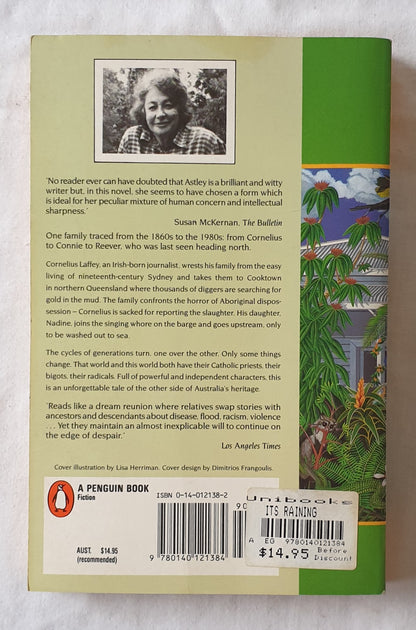 'No reader ever can have doubted that Astley is a brilliant and witty
writer but, in this novel, she seems to have chosen a form which
is ideal for her peculiar mixture of human concern and intellectual
sharpness.'
Susan McKernan, The Bulletin
One family traced from the 1860s to the 1980s: from Cornelius
to Connie to Reever, who was last seen heading north.
Cornelius Laffey, an Irish-born journalist, wrests his family from the easy
living of nineteenth-century Sydney and takes them to Cooktown
in northern Queensland where thousands of diggers are searching for
gold in the mud. The family confronts the horror of Aboriginal dispos-
session – Cornelius is sacked for reporting the slaughter. His daughter,
Nadine, joins the singing whore on the barge and goes upstream, only
to be washed out to sea.
The cycles of generations turn, one over the other. Only some things
change. That world and this world both have their Catholic priests, their
bigots, their radicals. Full of powerful and independent characters, this
is an unforgettable tale of the other side of Australia's heritage.
'Reads like a dream reunion where relatives swap stories with
ancestors and descendants about disease, flood, racism, violence
. . . Yet they maintain an almost inexplicable will to continue on
the edge of despair.'
Los Angeles Times
Cover illustration by Lisa Herriman. Cover design by Dimitrios Frangoulis.
A PENGUIN BOOK
Fiction
ISBN 0-14-012138-2
90
AUST. $14.95
(recommended)
9 780140 121384
Unibooks
ITS RAINING
A EG 9780140121384
$14.95 Before
Discount